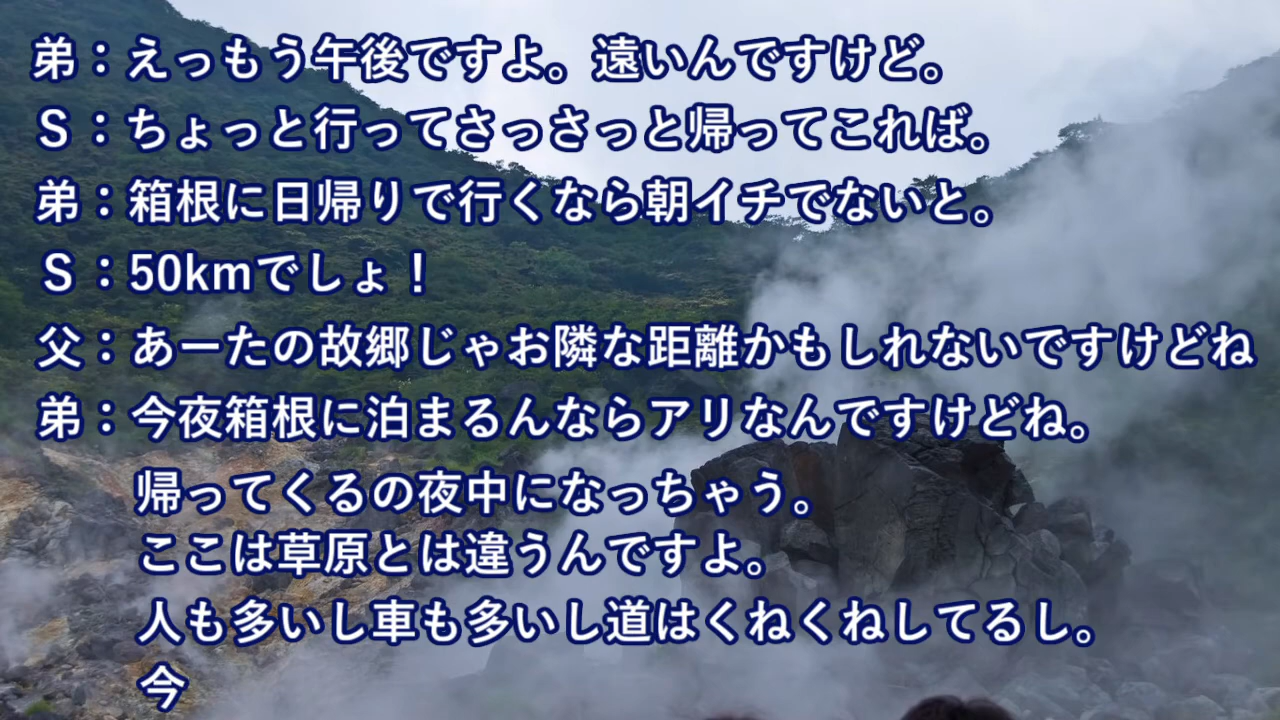 弟：えっもう午後ですよ。遠いんですけど。
Ｓ：ちょっと行ってさっさっと帰ってこれば。
弟：箱根に日帰りで行くなら朝イチでないと。
Ｓ：50kmでしょ！
父：あーたの故郷じゃお隣な距離かもしれないですけどね
弟：今夜箱根に泊まるんならアリなんですけどね。
帰ってくるの夜中になっちゃう。
ここは草原とは違うんですよ。
人も多いし車も多いし道はくねくねしてるし。
今